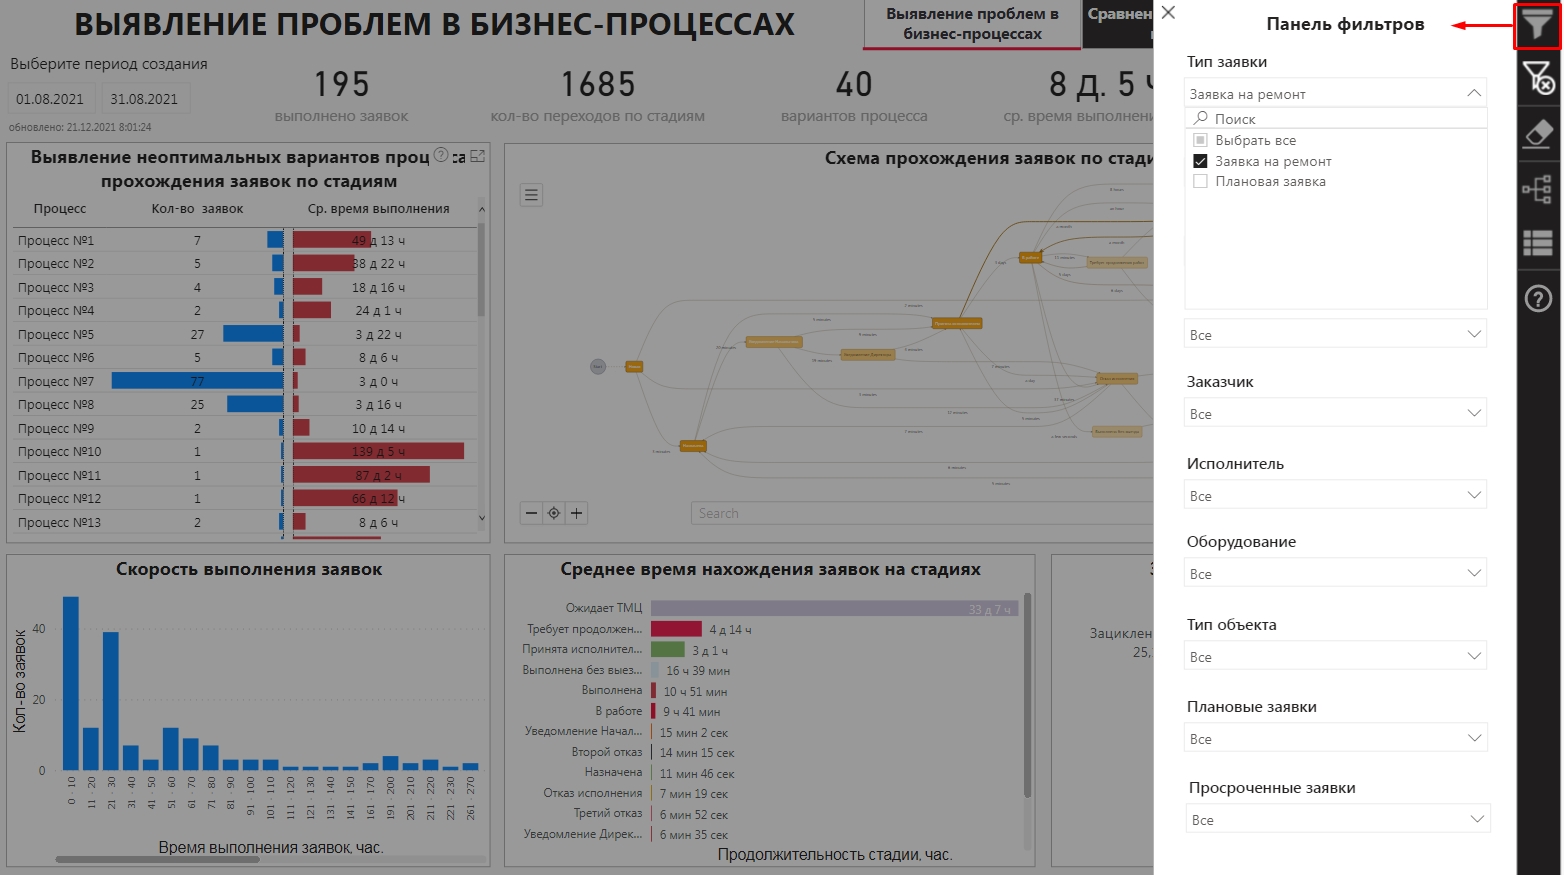 ВЫЯВЛЕНИЕ ПРОБЛЕМ В БИЗНЕС-ПРОЦЕССАХ
Выявление проблем в
бизнес-процессах
Сравнен
Выберите период создания
01.08.2021
31.08.2021
обновлено: 21.12.2021 8:01:24
195
выполнено заявок
1685
кол-во переходов по стадиям
40
вариантов процесса
8 Д. 5 Ч
ср. время выполнени
Выявление неоптимальных вариантов проц
прохождения заявок по стадиям
Процесс Кол-во заявок Ср. время выполнения
Процесс №1 7 49 д 13 ч
Процесс №2 5 38 д 22 ч
Процесс №3 4 18 д 16 ч
Процесс №4 2 24 д 1 ч
Процесс №5 27 3 д 22 ч
Процесс №6 5 8 д 6 ч
Процесс №7 77 3 д 0 ч
Процесс №8 25 3 д 16 ч
Процесс №9 2 10 д 14 ч
Процесс №10 1 139 д 5 ч
Процесс №11 1 87 д 2 ч
Процесс №12 1 66 д 12 ч
Процесс №13 2 8 д 6 ч
Схема прохождения заявок по стади
Search
Скорость выполнения заявок
Кол-во заявок
40
20
0
0 - 10
11 - 20
21 - 30
31 - 40
41 - 50
51 - 60
61 - 70
71 - 80
81 - 90
91 - 100
101 - 110
111 - 120
121 - 130
131 - 140
141 - 150
161 - 170
191 - 200
201 - 210
211 - 220
221 - 230
261 - 270
Время выполнения заявок, час.
Среднее время нахождения заявок на стадиях
Ожидает ТМЦ 33 д 7 ч
Требует продолжен... 4 д 14 ч
Принята исполнител... 3 д 1 ч
Выполнена без выез... 16 ч 39 мин
Выполнена 10 ч 51 мин
В работе 9 ч 41 мин
Уведомление Начал... 15 мин 2 сек
Второй отказ 14 мин 15 сек
Назначена 11 мин 46 сек
Отказ исполнения 7 мин 19 сек
Третий отказ 6 мин 52 сек
Уведомление Дирек... 6 мин 35 сек
Продолжительность стадии, час.
Зациклен
Панель фильтров
Тип заявки
Заявка на ремонт
Поиск
Выбрать все
Заявка на ремонт
Плановая заявка
Все
Заказчик
Все
Исполнитель
Все
Оборудование
Все
Тип объекта
Все
Плановые заявки
Все
Просроченные заявки
Все